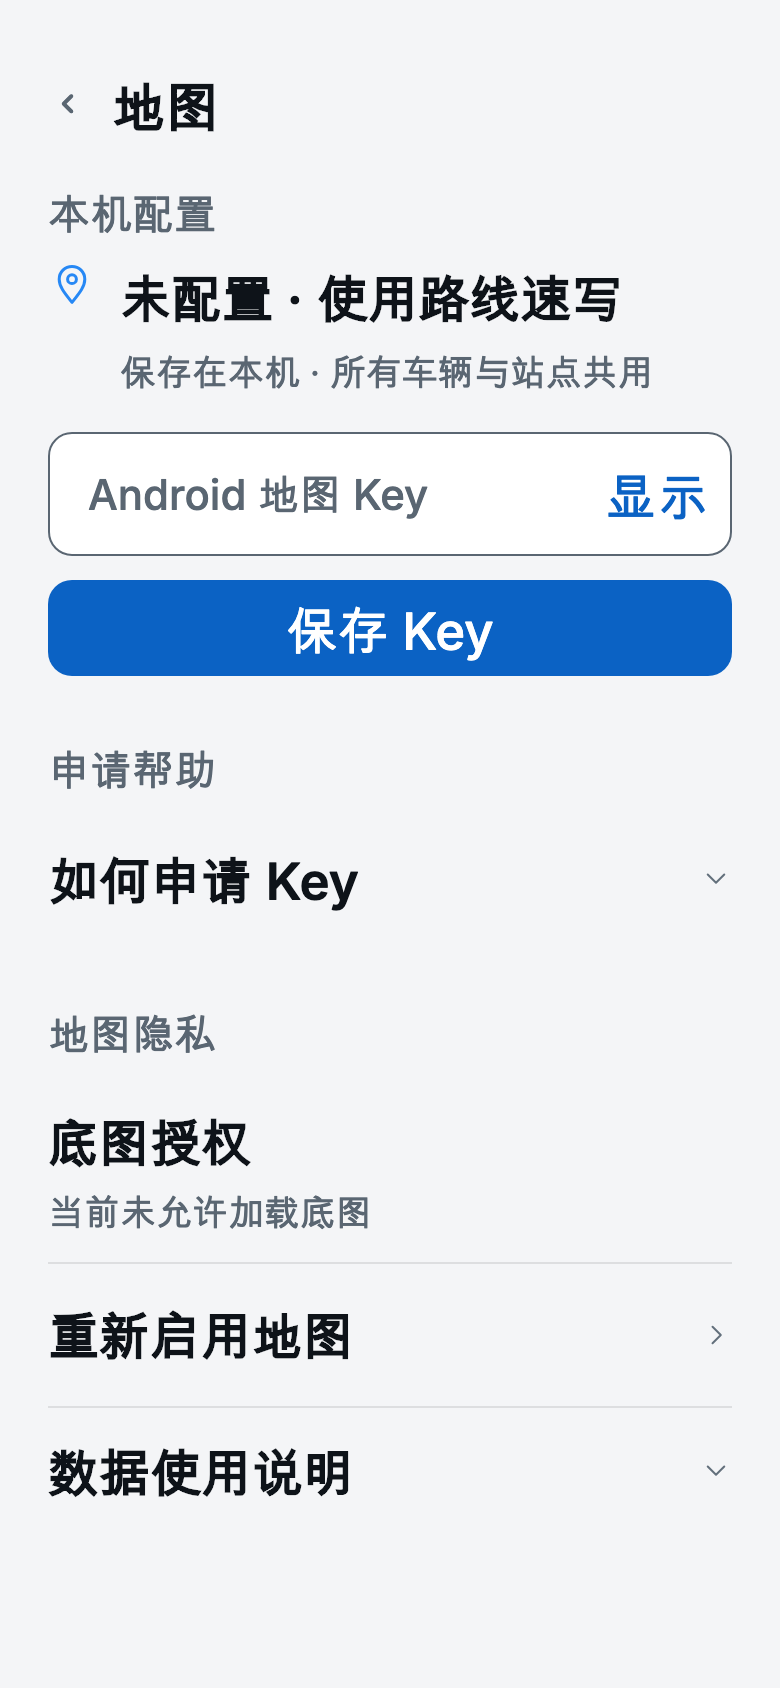 地图
本机配置
未配置 · 使用路线速写
保存在本机 · 所有车辆与站点共用
Android 地图 Key 显示
保存 Key
申请帮助
如何申请 Key
地图隐私
底图授权
当前未允许加载底图
重新启用地图
数据使用说明